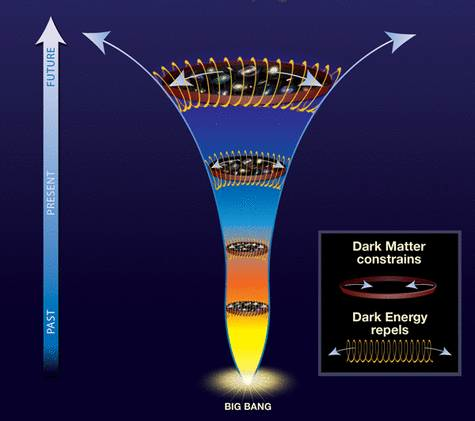 FUTURE
PRESENT
PAST
Dark Matter
constrains
Dark Energy
repels
BIG BANG